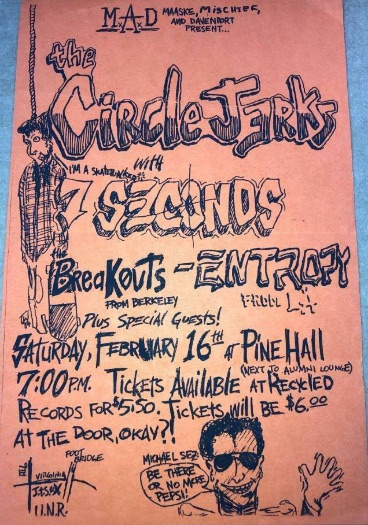 M.A.D MAASKE, MISCHIEF,
AND DAVENPORT
PRESENT...
the
Circle Jerks
I'M A SKATEPUNKER!
WITH
7 SECONDS
THE
BreaKOUTS - ENTROPY
FROM BERKELEY FROM L.A
PLUS SPECIAL GUESTS!
SATURDAY, FEBRUARY 16TH AT PINE HALL
(NEXT TO ALUMNI LOUNGE)
7:00 P.M. TICKETS AVAILABLE AT RECYCLED
RECORDS FOR $5.50. TICKETS WILL BE $6.00
AT THE DOOR, OKAY?!
FOOT
BRIDGE
VIRGINIA
U.N.R.
MICHAEL SEZ
BE THERE
OR NO MORE
PEPSI!